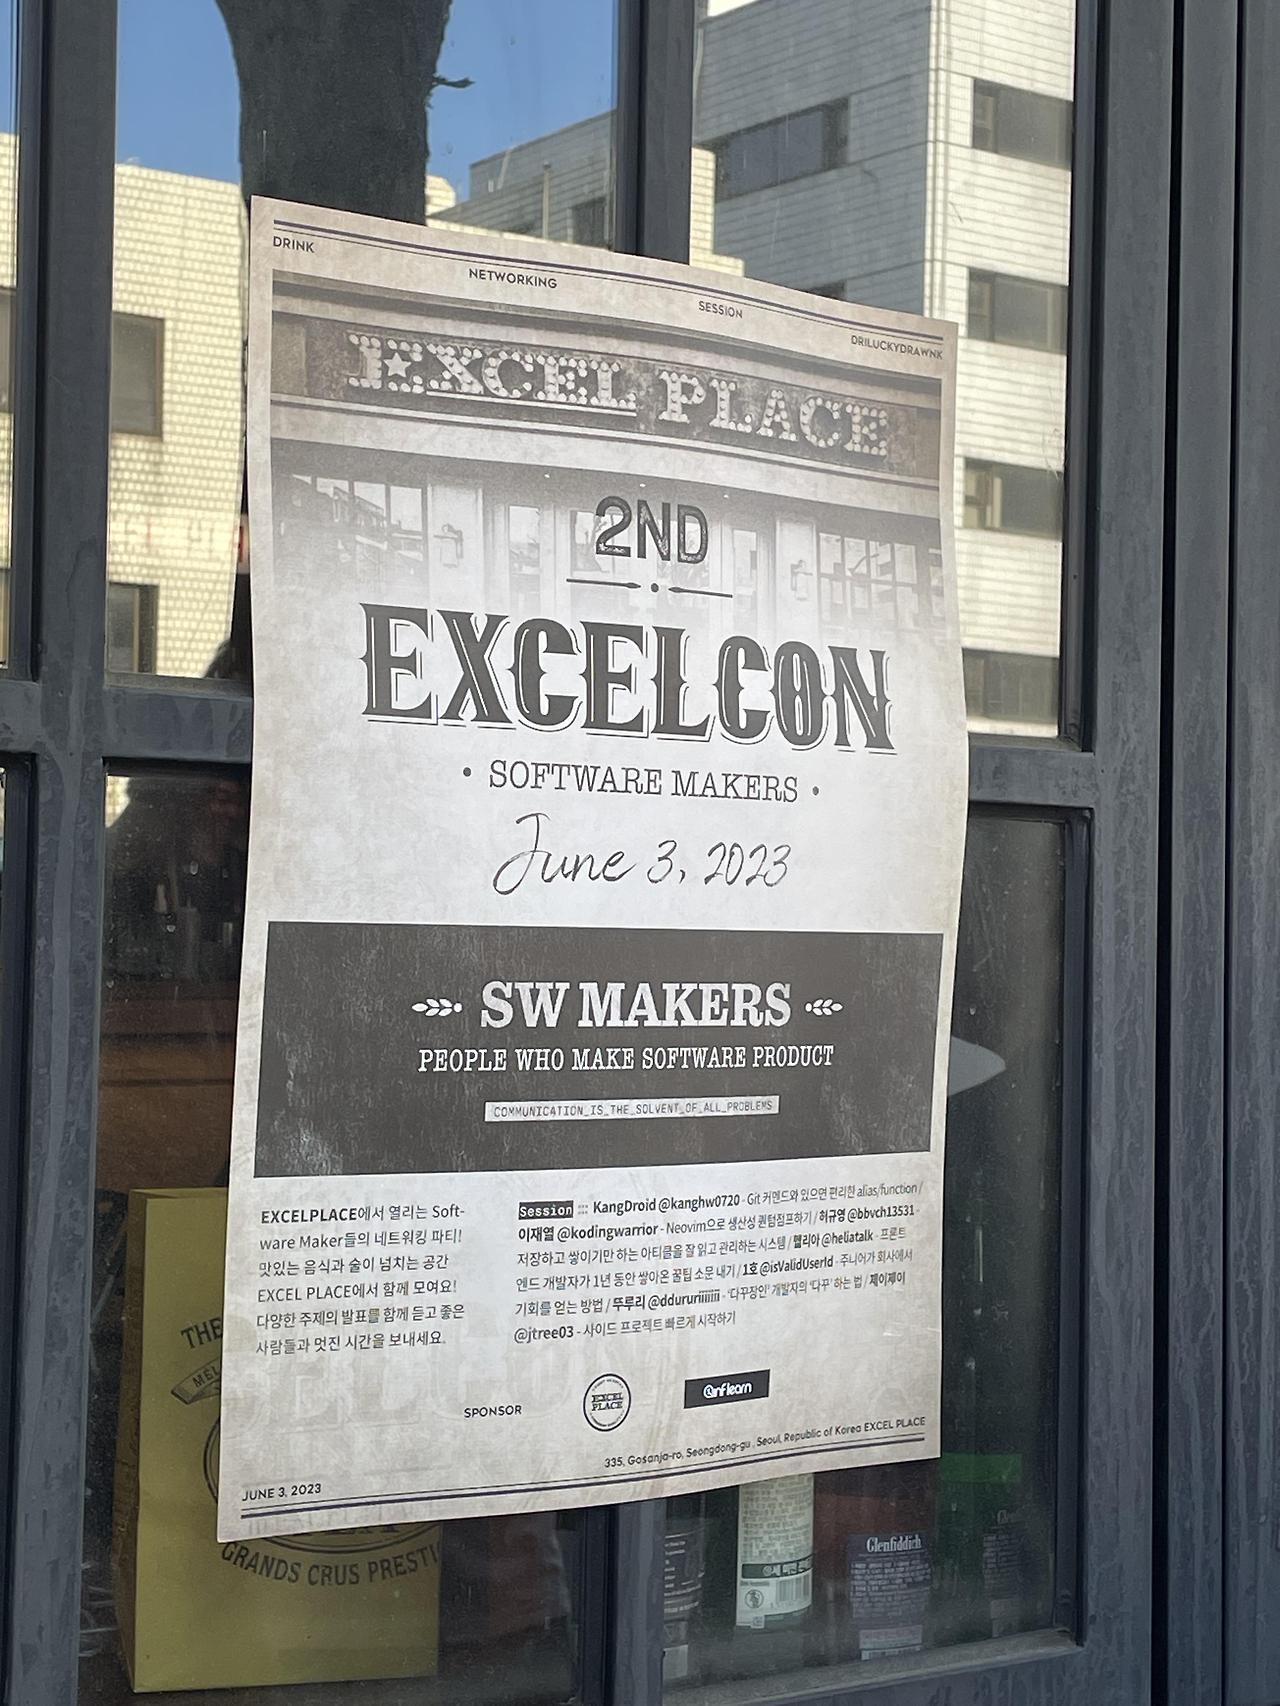 DRINK
NETWORKING
SESSION
DRILUCKYDRAWNK
EXCEL PLACE
2ND
EXCELCON
• SOFTWARE MAKERS •
June 3, 2023
SW MAKERS
PEOPLE WHO MAKE SOFTWARE PRODUCT
COMMUNICATION_IS_THE_SOLVENT_OF_ALL_PROBLEMS
EXCELPLACE에서 열리는 Soft-
ware Maker들의 네트워킹 파티!
맛있는 음식과 술이 넘치는 공간
EXCEL PLACE에서 함께 모여요!
다양한 주제의 발표를 함께 듣고 좋은
사람들과 멋진 시간을 보내세요.
Session ::: KangDroid @kanghw0720 - Git 커멘드와 있으면 편리한 alias/function /
이재열 @kodingwarrior - Neovim으로 생산성 퀀텀점프하기 / 허규영 @bbvch13531 -
저장하고 쌓이기만 하는 아티클을 잘 읽고 관리하는 시스템 / 헬리아 @heliatalk - 프론트
엔드 개발자가 1년 동안 쌓아온 꿀팁 소문 내기 / 1호 @isValidUserId - 주니어가 회사에서
기회를 얻는 방법 / 뚜루리 @ddururiiiiiii - '다꾸장인' 개발자의 '다꾸' 하는 법 / 제이제이
@jtree03 - 사이드 프로젝트 빠르게 시작하기
SPONSOR
EXCEL
PLACE
inflearn
335, Gosanja-ro, Seongdong-gu, Seoul, Republic of Korea EXCEL PLACE
JUNE 3, 2023
THE
MÉL
GRANDS CRUS PRESTI
Glenfiddich